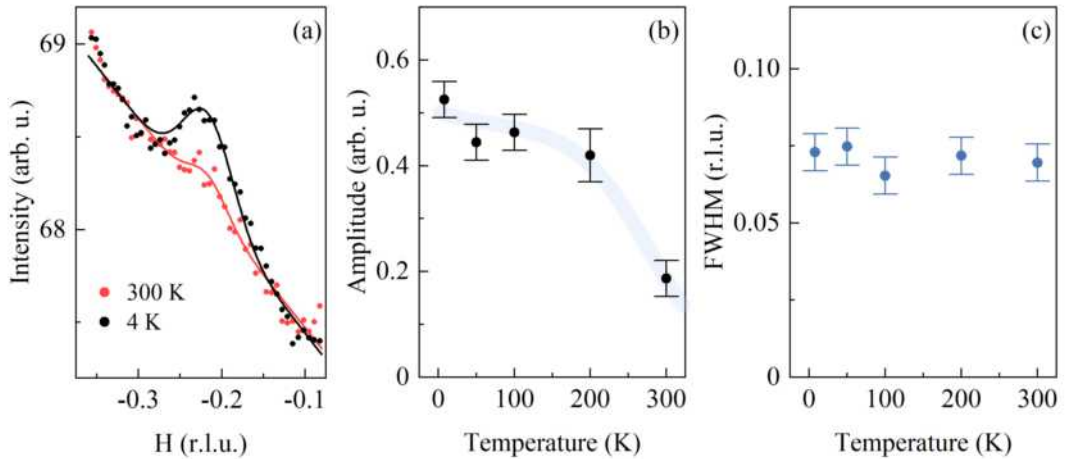 (a)
69
68
Intensity (arb. u.)
300 K
4 K
-0.3 -0.2 -0.1
H (r.l.u.)
(b)
0.6
0.4
0.2
0
Amplitude (arb. u.)
0 100 200 300
Temperature (K)
(c)
0.10
0.05
0
FWHM (r.l.u.)
0 100 200 300
Temperature (K)